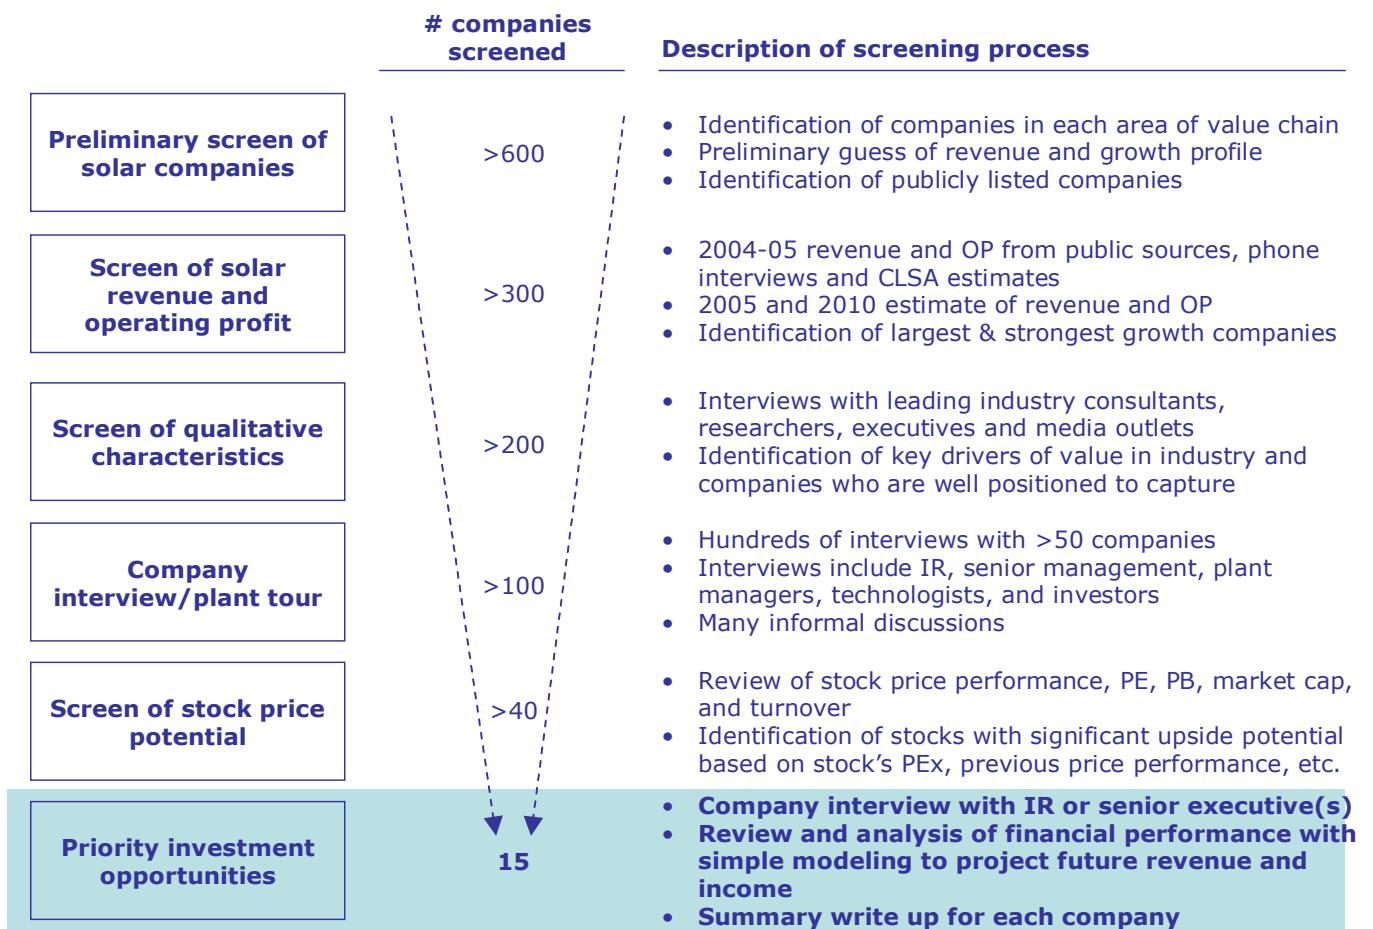 # companies
screened
Description of screening process
Preliminary screen of
solar companies
>600
• Identification of companies in each area of value chain
• Preliminary guess of revenue and growth profile
• Identification of publicly listed companies
Screen of solar
revenue and
operating profit
>300
• 2004-05 revenue and OP from public sources, phone
interviews and CLSA estimates
• 2005 and 2010 estimate of revenue and OP
• Identification of largest & strongest growth companies
Screen of qualitative
characteristics
>200
• Interviews with leading industry consultants,
researchers, executives and media outlets
• Identification of key drivers of value in industry and
companies who are well positioned to capture
Company
interview/plant tour
>100
• Hundreds of interviews with >50 companies
• Interviews include IR, senior management, plant
managers, technologists, and investors
• Many informal discussions
Screen of stock price
potential
>40
• Review of stock price performance, PE, PB, market cap,
and turnover
• Identification of stocks with significant upside potential
based on stock’s PEx, previous price performance, etc.
Priority investment
opportunities
15
• Company interview with IR or senior executive(s)
• Review and analysis of financial performance with
simple modeling to project future revenue and
income
• Summary write up for each company